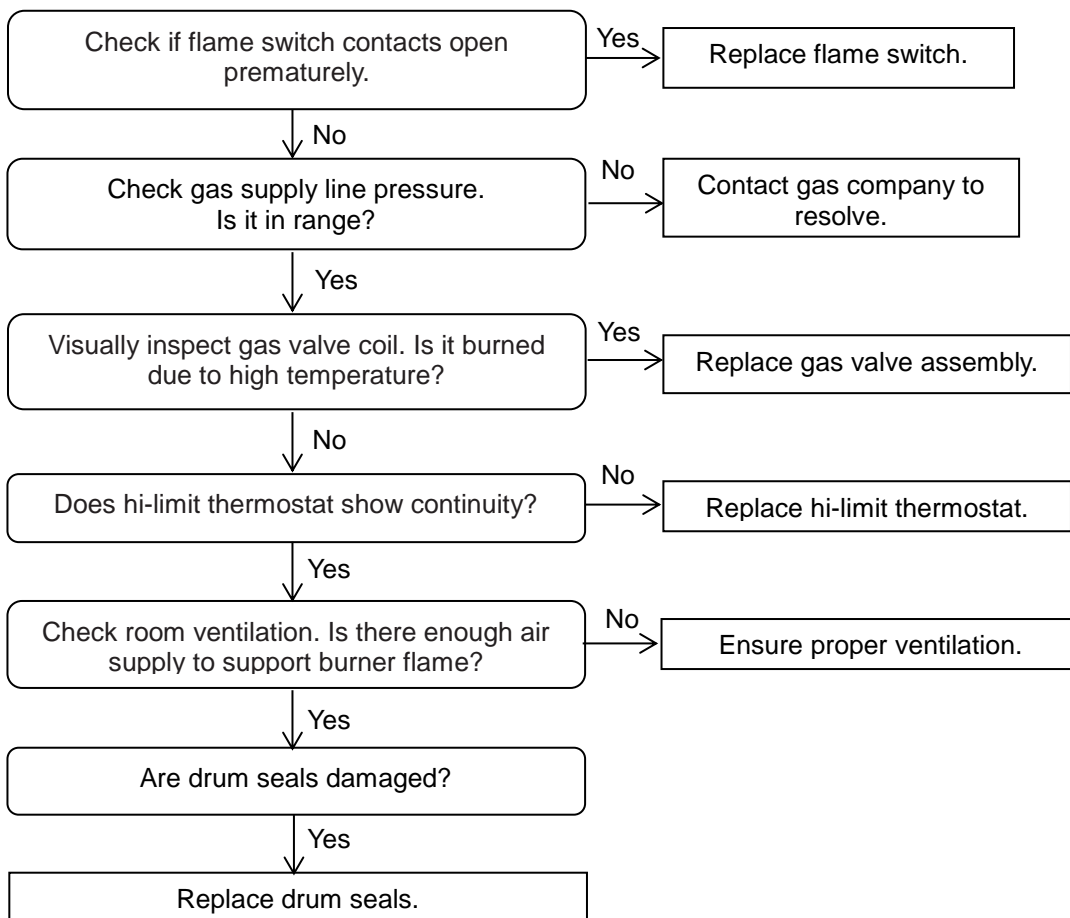 Check if flame switch contacts open
prematurely.
Yes
Replace flame switch.
No
Check gas supply line pressure.
Is it in range?
No
Contact gas company to
resolve.
Yes
Visually inspect gas valve coil. Is it burned
due to high temperature?
Yes
Replace gas valve assembly.
No
Does hi-limit thermostat show continuity?
No
Replace hi-limit thermostat.
Yes
Check room ventilation. Is there enough air
supply to support burner flame?
No
Ensure proper ventilation.
Yes
Are drum seals damaged?
Yes
Replace drum seals.